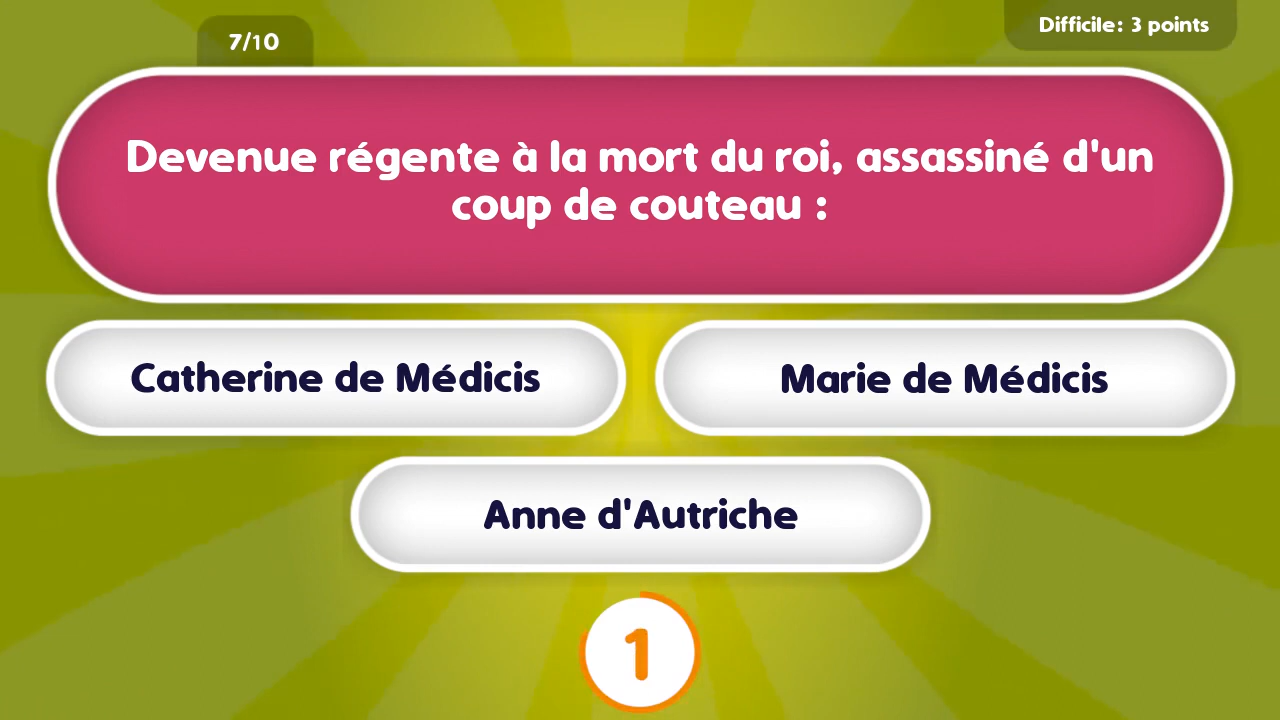 7/10
Difficile: 3 points
Devenue régente à la mort du roi, assassiné d'un
coup de couteau :
Catherine de Médicis
Marie de Médicis
Anne d'Autriche
1